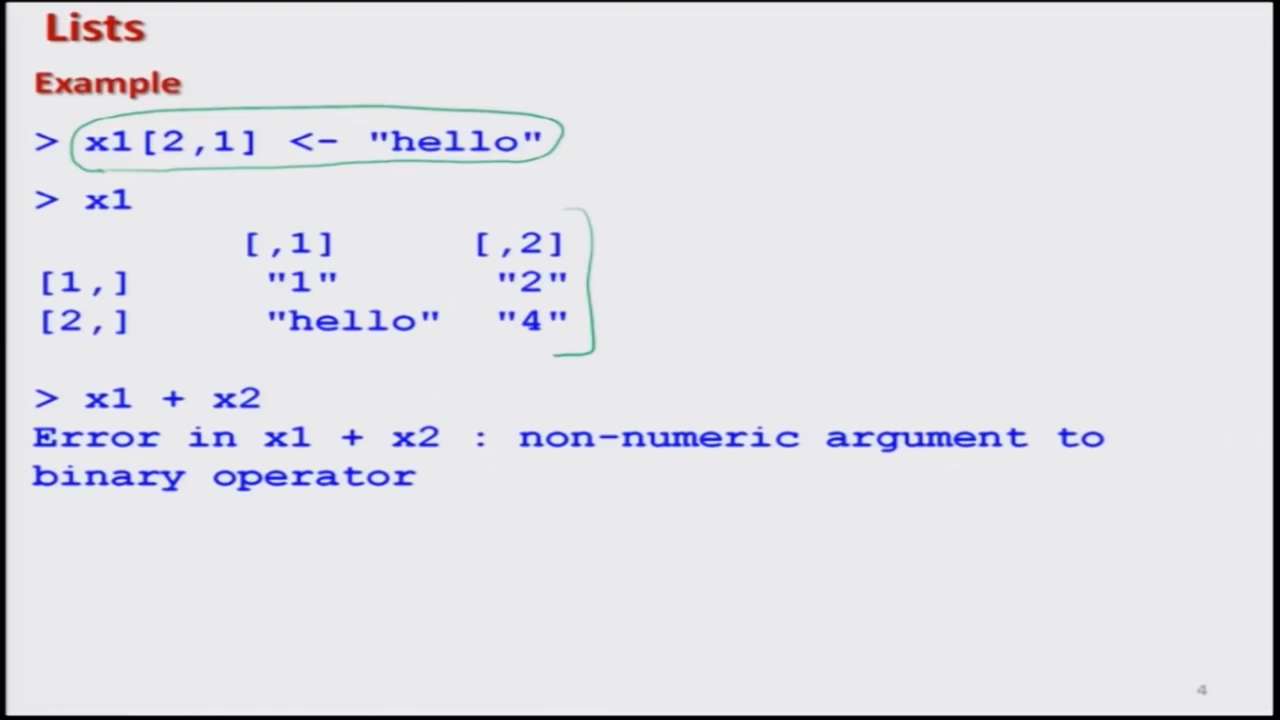 Lists
Example
> x1[2,1] <- "hello"
> x1
[,1] [,2]
[1,] "1" "2"
[2,] "hello" "4"
> x1 + x2
Error in x1 + x2 : non-numeric argument to
binary operator
4